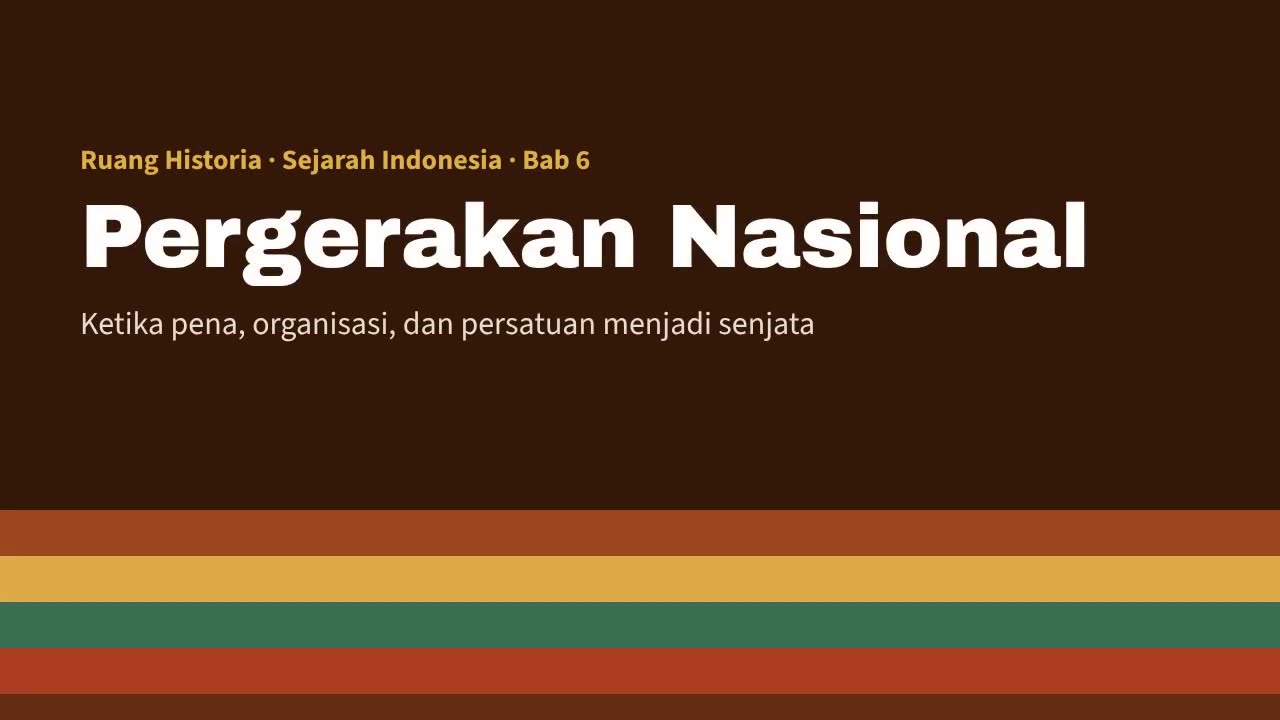 Ruang Historia · Sejarah Indonesia · Bab 6
Pergerakan Nasional
Ketika pena, organisasi, dan persatuan menjadi senjata